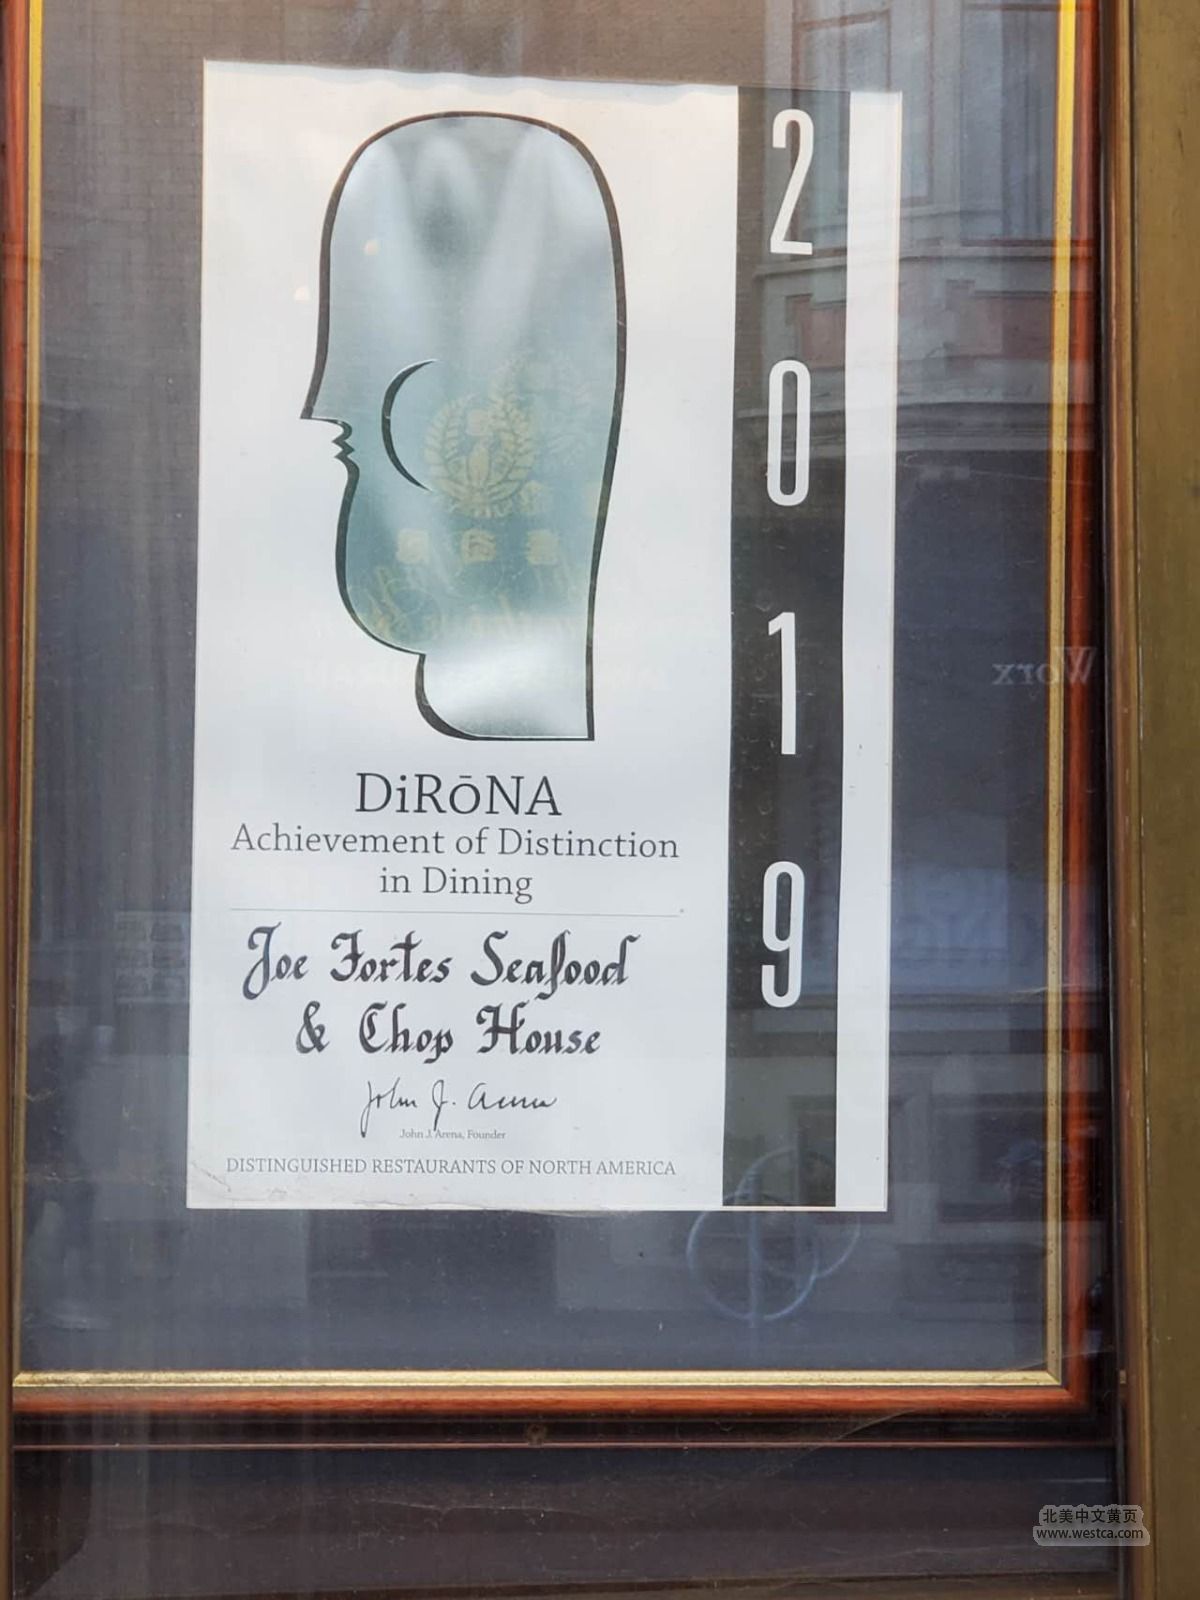 2019
DiRōNA
Achievement of Distinction
in Dining
Joe Fortes Seafood
& Chop House
John J. Arena
John J. Arena, Founder
DISTINGUISHED RESTAURANTS OF NORTH AMERICA
Worx
北美中文黄页
www.westca.com